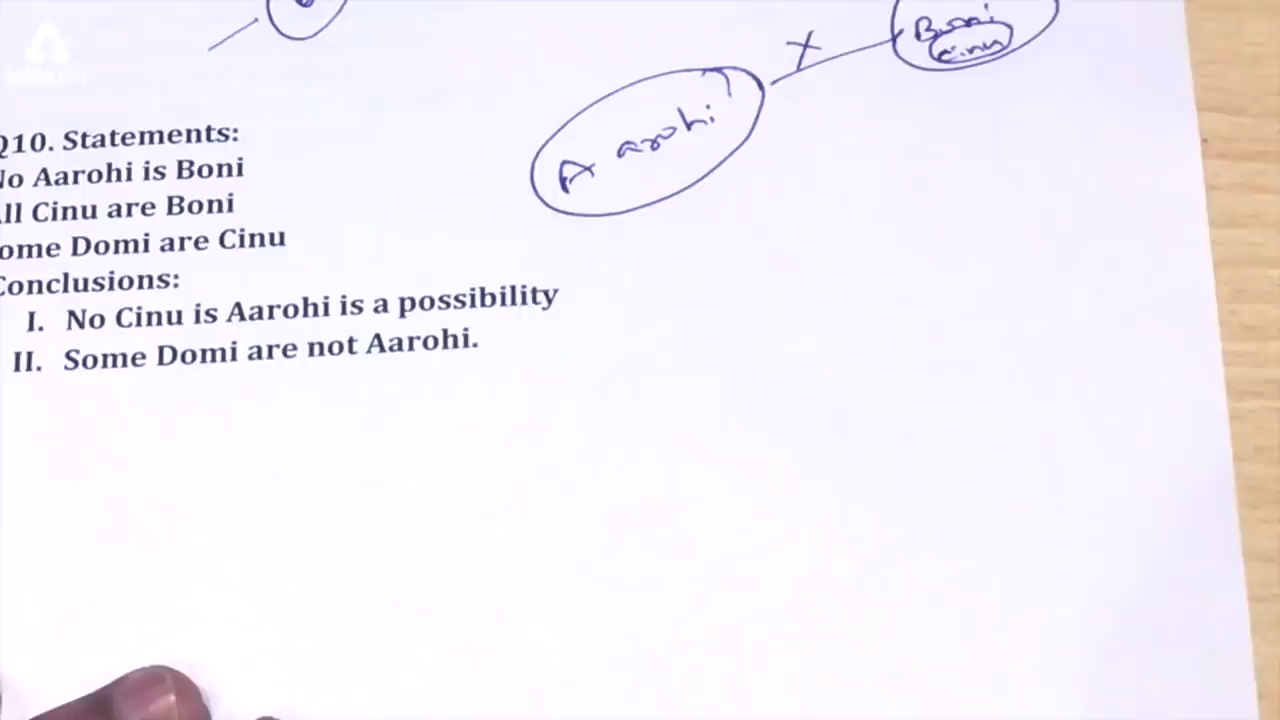 Boni
Cinu
Aarohi
Q10. Statements:
No Aarohi is Boni
All Cinu are Boni
Some Domi are Cinu
Conclusions:
I. No Cinu is Aarohi is a possibility
II. Some Domi are not Aarohi.